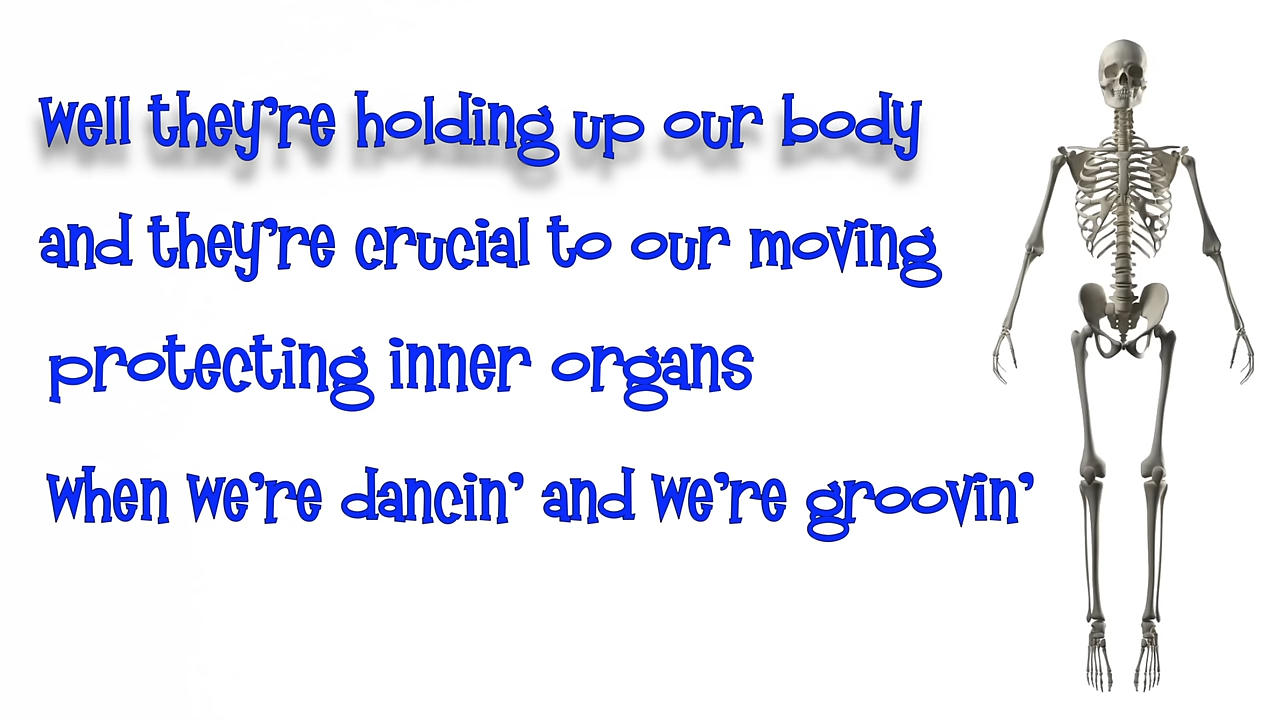 well they're holding up our body
and they're crucial to our moving
protecting inner organs
when we're dancin' and we're groovin'